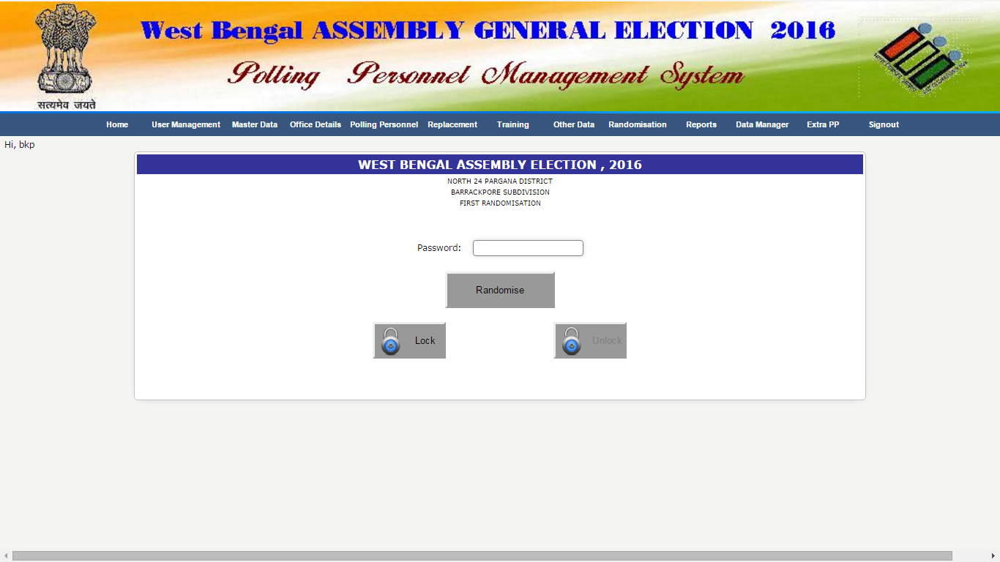 West Bengal ASSEMBLY GENERAL ELECTION 2016
Polling Personnel Management System
सत्यमेव जयते
Home User Management Master Data Office Details Polling Personnel Replacement Training Other Data Randomisation Reports Data Manager Extra PP Signout
Hi, bkp
WEST BENGAL ASSEMBLY ELECTION , 2016
NORTH 24 PARGANA DISTRICT
BARRACKPORE SUBDIVISION
FIRST RANDOMISATION
Password:
Randomise
Lock Unlock